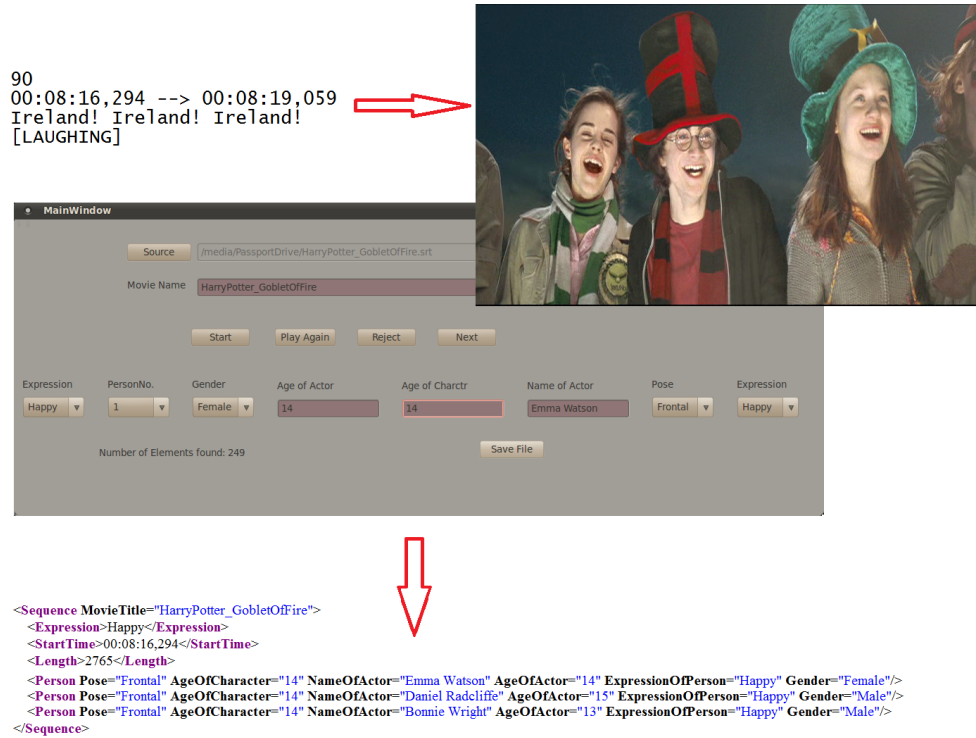 90
00:08:16,294 --> 00:08:19,059
Ireland! Ireland! Ireland!
[LAUGHING]
MainWindow
Source /media/PassportDrive/HarryPotter_GobletOfFire.srt
Movie Name HarryPotter_GobletOfFire
Start Play Again Reject Next
Expression PersonNo. Gender Age of Actor Age of Charctr Name of Actor Pose Expression
Happy 1 Female 14 14 Emma Watson Frontal Happy
Number of Elements found: 249 Save File
<Sequence MovieTitle="HarryPotter_GobletOfFire">
<Expression>Happy</Expression>
<StartTime>00:08:16,294</StartTime>
<Length>2765</Length>
<Person Pose="Frontal" AgeOfCharacter="14" NameOfActor="Emma Watson" AgeOfActor="14" ExpressionOfPerson="Happy" Gender="Female"/>
<Person Pose="Frontal" AgeOfCharacter="14" NameOfActor="Daniel Radcliffe" AgeOfActor="15" ExpressionOfPerson="Happy" Gender="Male"/>
<Person Pose="Frontal" AgeOfCharacter="14" NameOfActor="Bonnie Wright" AgeOfActor="13" ExpressionOfPerson="Happy" Gender="Male"/>
</Sequence>